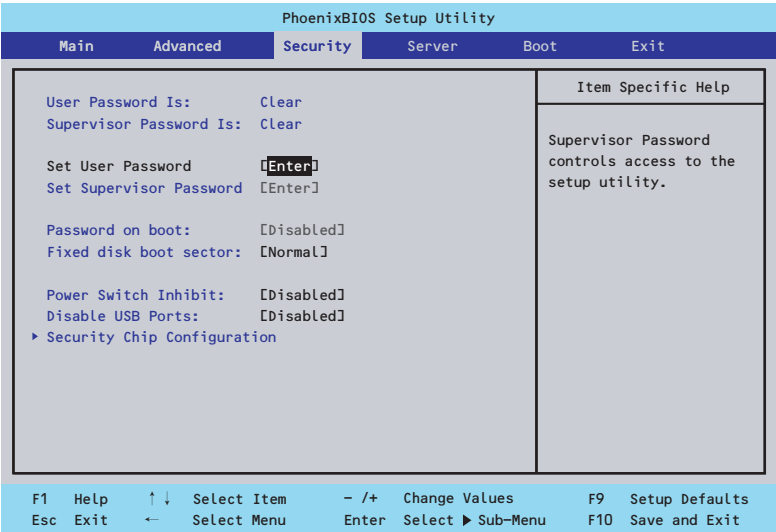 PhoenixBIOS Setup Utility
Main Advanced Security Server Boot Exit
User Password Is: Clear
Supervisor Password Is: Clear
Set User Password [Enter]
Set Supervisor Password [Enter]
Password on boot: [Disabled]
Fixed disk boot sector: [Normal]
Power Switch Inhibit: [Disabled]
Disable USB Ports: [Disabled]
▶ Security Chip Configuration
Item Specific Help
Supervisor Password
controls access to the
setup utility.
F1 Help ↑↓ Select Item - /+ Change Values F9 Setup Defaults
Esc Exit ← Select Menu Enter Select ▶ Sub-Menu F10 Save and Exit